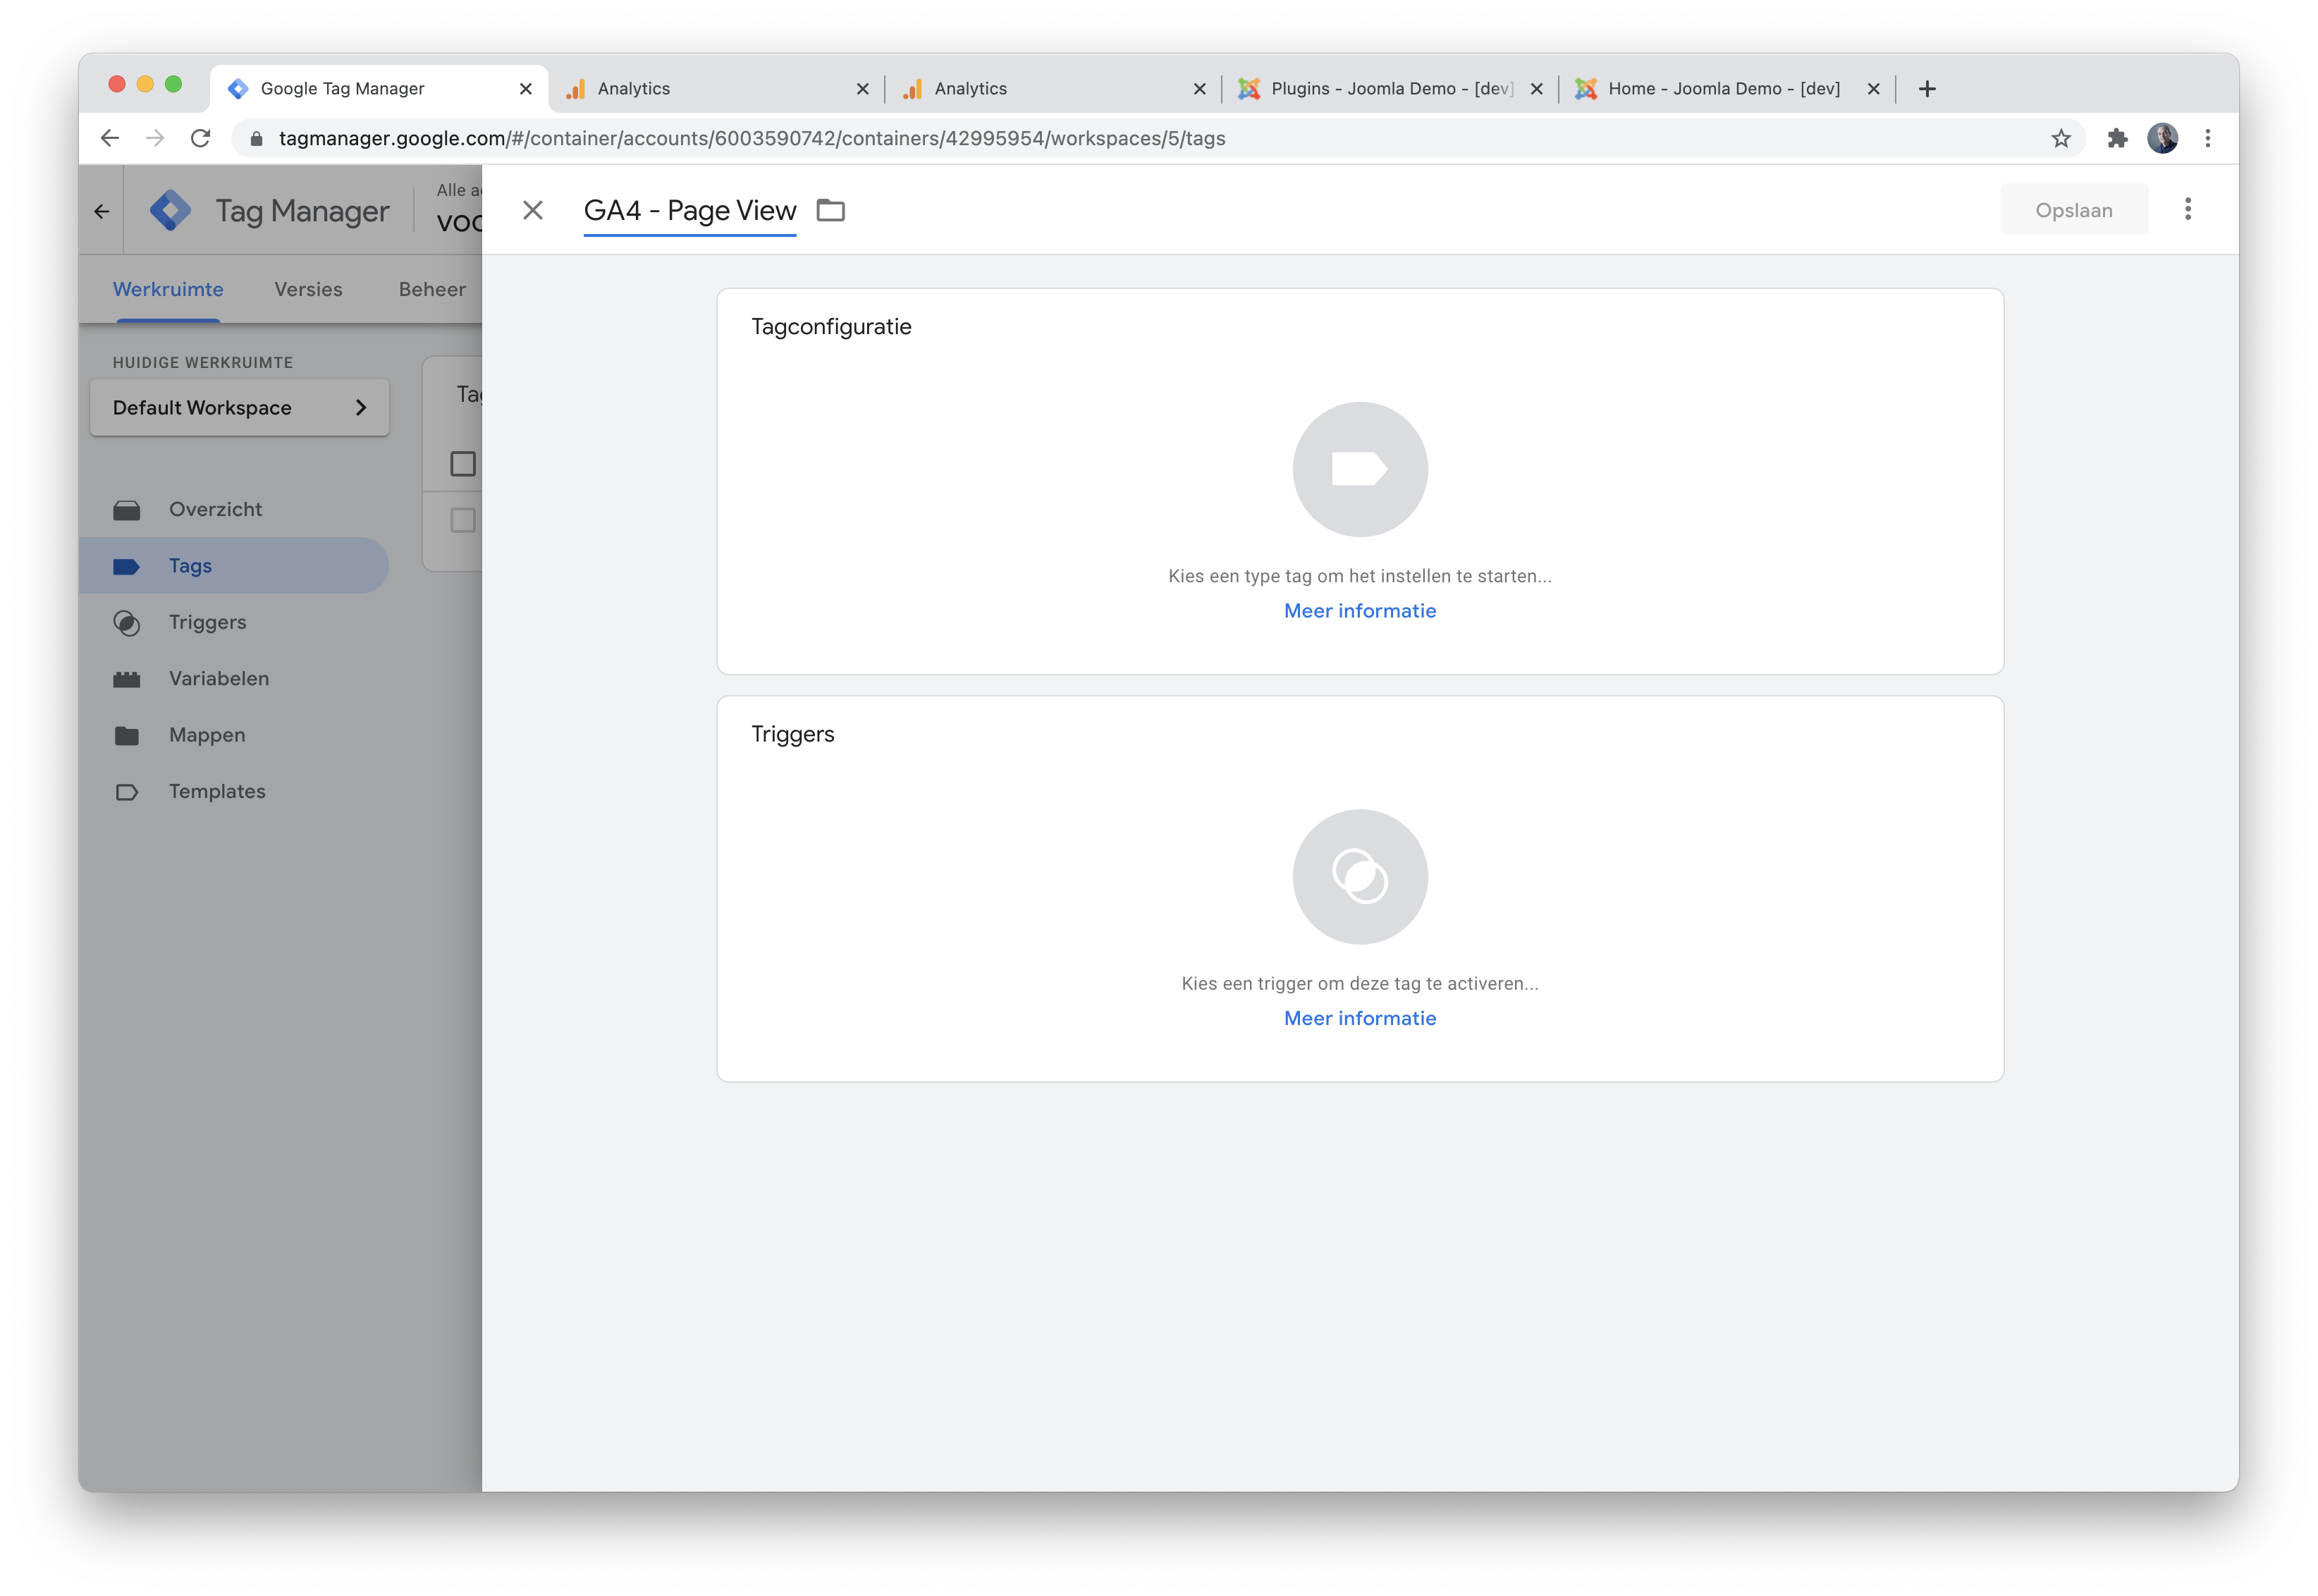 Google Tag Manager
Analytics
Analytics
Plugins - Joomla Demo - [dev]
Home - Joomla Demo - [dev]
tagmanager.google.com/#/container/accounts/6003590742/containers/42995954/workspaces/5/tags
Tag Manager
Alle
GA4 - Page View
Opslaan
Werkruimte
Versies
Beheer
HUIDIGE WERKRUIMTE
Default Workspace
Overzicht
Tags
Triggers
Variabelen
Mappen
Templates
Tagconfiguratie
Kies een type tag om het instellen te starten...
Meer informatie
Triggers
Kies een trigger om deze tag te activeren...
Meer informatie